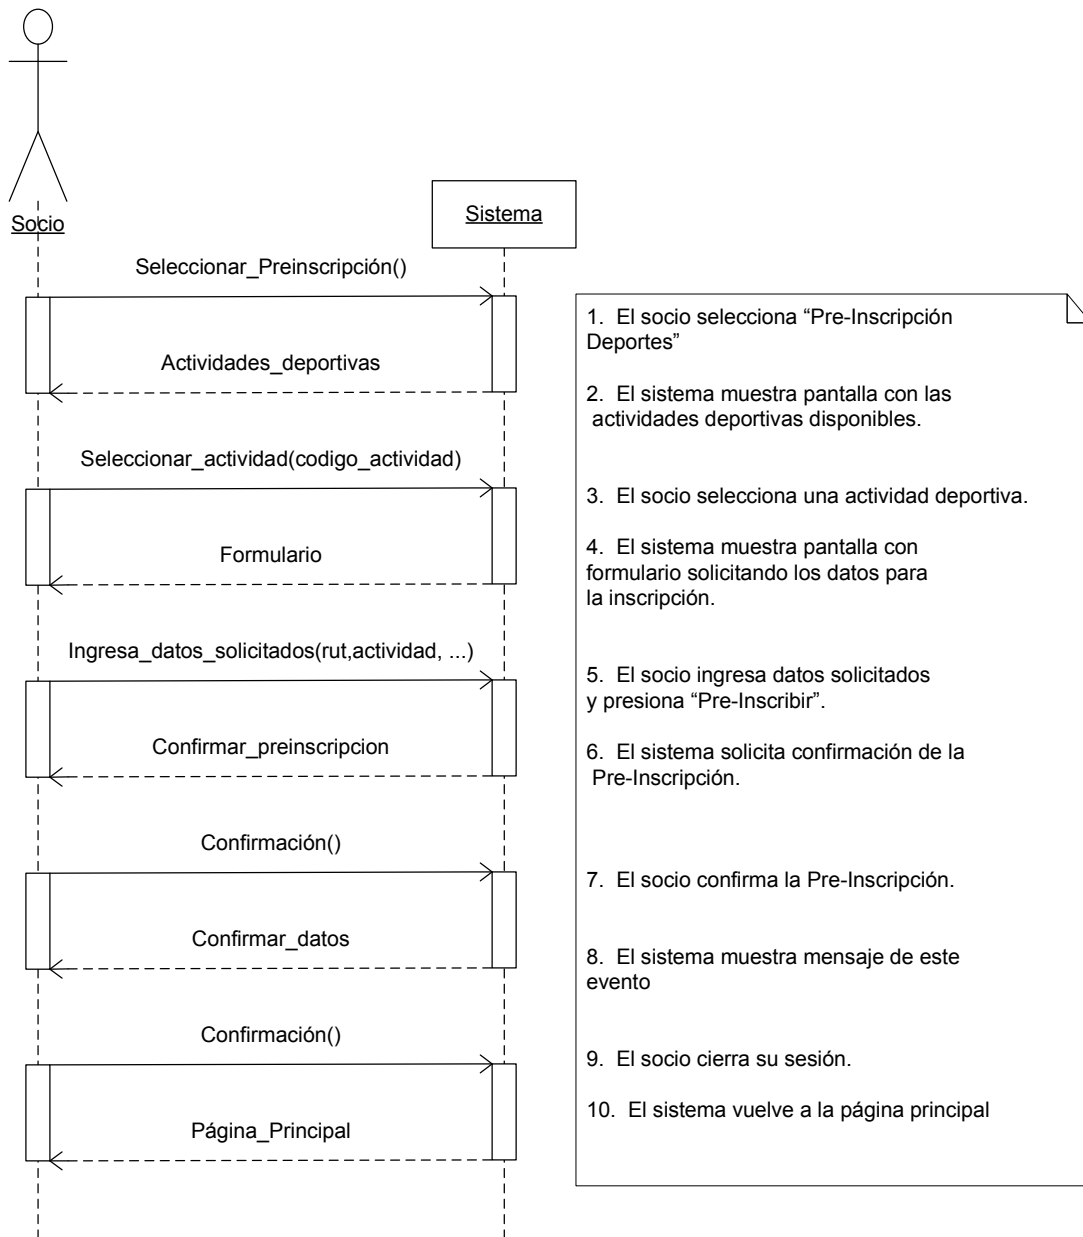 Socio
Sistema
Seleccionar_Preinscripción()
Actividades_deportivas
Seleccionar_actividad(codigo_actividad)
Formulario
Ingresa_datos_solicitados(rut,actividad, ...)
Confirmar_preinscripcion
Confirmación()
Confirmar_datos
Confirmación()
Página_Principal
1.  El socio selecciona “Pre-Inscripción
Deportes”
2.  El sistema muestra pantalla con las
actividades deportivas disponibles.
3.  El socio selecciona una actividad deportiva.
4.  El sistema muestra pantalla con
formulario solicitando los datos para
la inscripción.
5.  El socio ingresa datos solicitados
y presiona “Pre-Inscribir”.
6.  El sistema solicita confirmación de la
Pre-Inscripción.
7.  El socio confirma la Pre-Inscripción.
8.  El sistema muestra mensaje de este
evento
9.  El socio cierra su sesión.
10.  El sistema vuelve a la página principal